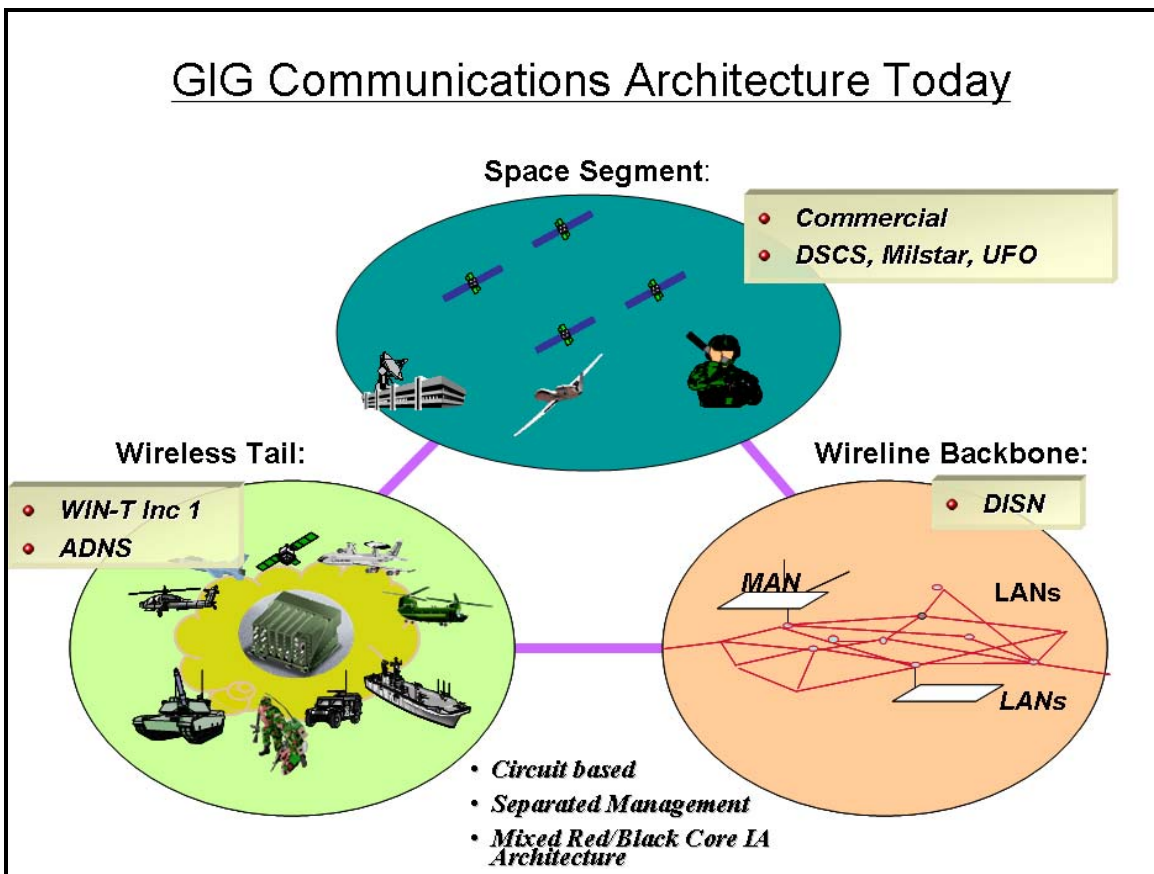 GIG Communications Architecture Today
Space Segment:
Commercial
DSCS, Milstar, UFO
Wireless Tail:
WIN-T Inc 1
ADNS
Wireline Backbone:
DISN
MAN
LANs
LANs
• Circuit based
• Separated Management
• Mixed Red/Black Core IA
Architecture